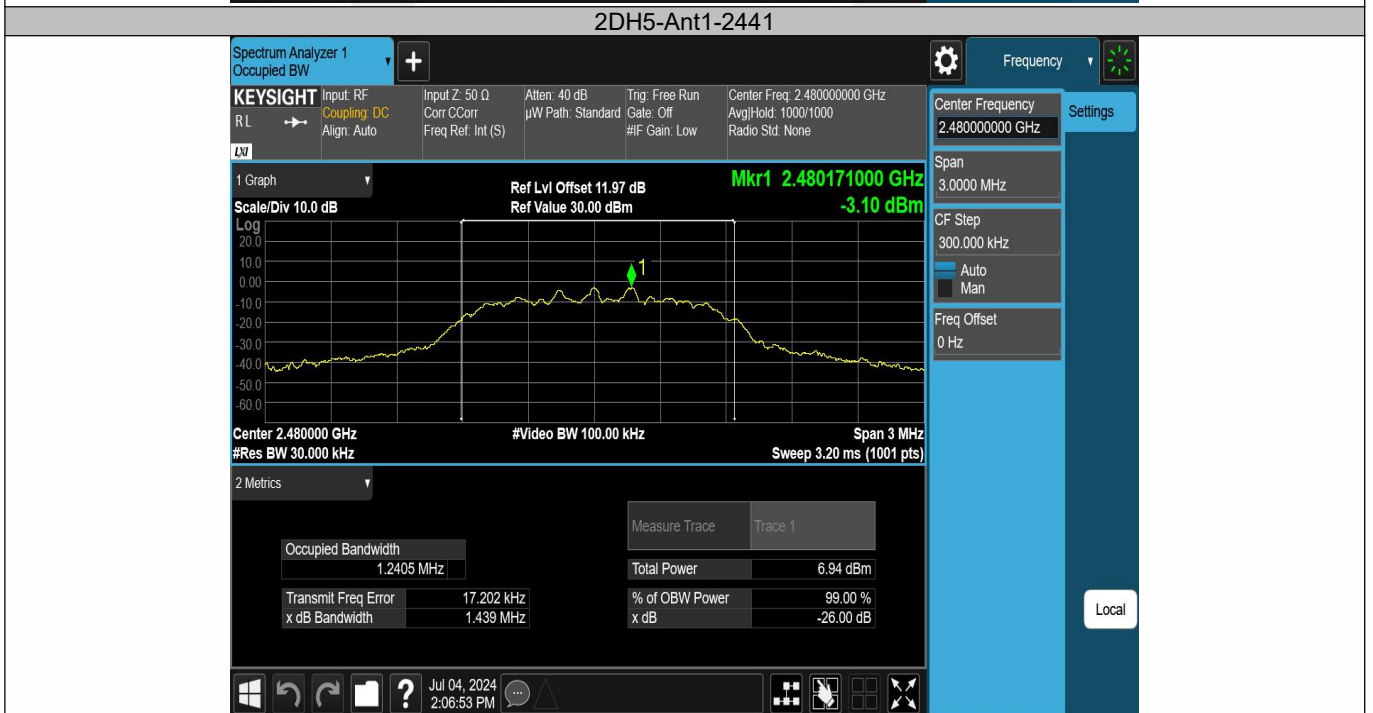 2DH5-Ant1-2441
Spectrum Analyzer 1
Occupied BW
Frequency
KEYSIGHT
Input: RF
Coupling: DC
Align: Auto
Input Z: 50 Ω
Corr CCorr
Freq Ref: Int (S)
Atten: 40 dB
µW Path: Standard
Trig: Free Run
Gate: Off
#IF Gain: Low
Center Freq: 2.480000000 GHz
Avg|Hold: 1000/1000
Radio Std: None
R L
LXI
Center Frequency
2.480000000 GHz
Settings
Span
3.0000 MHz
CF Step
300.000 kHz
Auto
Man
Freq Offset
0 Hz
Local
1 Graph
Scale/Div 10.0 dB
Ref Lvl Offset 11.97 dB
Ref Value 30.00 dBm
Mkr1 2.480171000 GHz
-3.10 dBm
Log
20.0
10.0
0.00
-10.0
-20.0
-30.0
-40.0
-50.0
-60.0
1
Center 2.480000 GHz
#Video BW 100.00 kHz
Span 3 MHz
#Res BW 30.000 kHz
Sweep 3.20 ms (1001 pts)
2 Metrics
Measure Trace
Trace 1
Occupied Bandwidth
1.2405 MHz
Total Power
6.94 dBm
Transmit Freq Error
17.202 kHz
% of OBW Power
99.00 %
x dB Bandwidth
1.439 MHz
x dB
-26.00 dB
?
Jul 04, 2024
2:06:53 PM